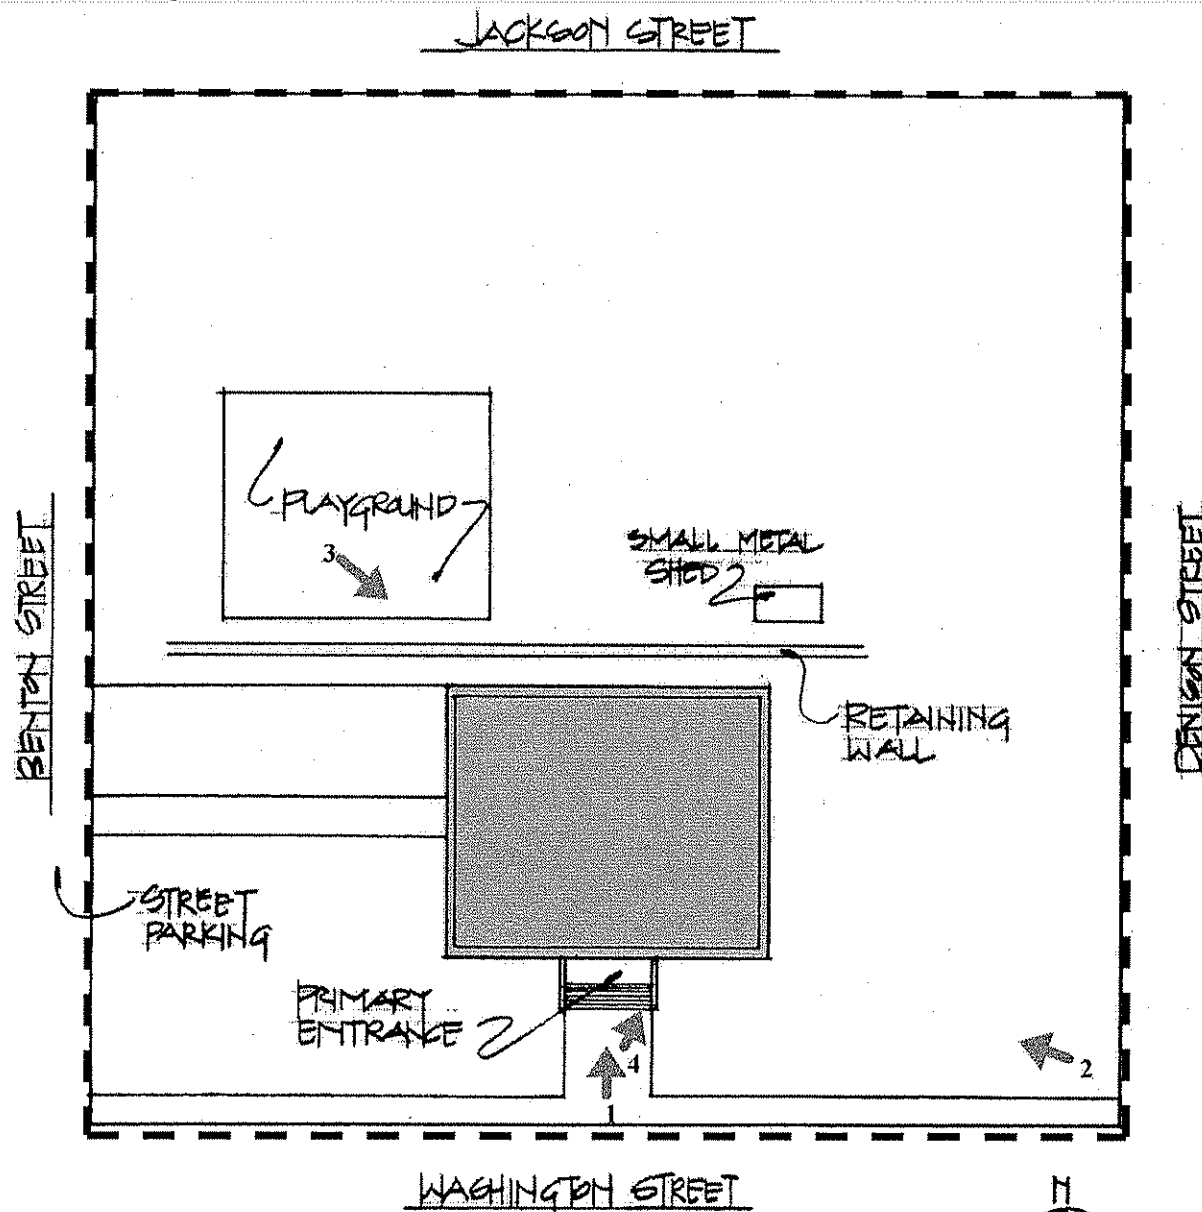 JACKSON STREET
PLAYGROUND
3
SMALL METAL
SHED
BENTON STREET
DENISON STREET
RETAINING
WALL
STREET
PARKING
PRIMARY
ENTRANCE
4
2
1
WASHINGTON STREET
N